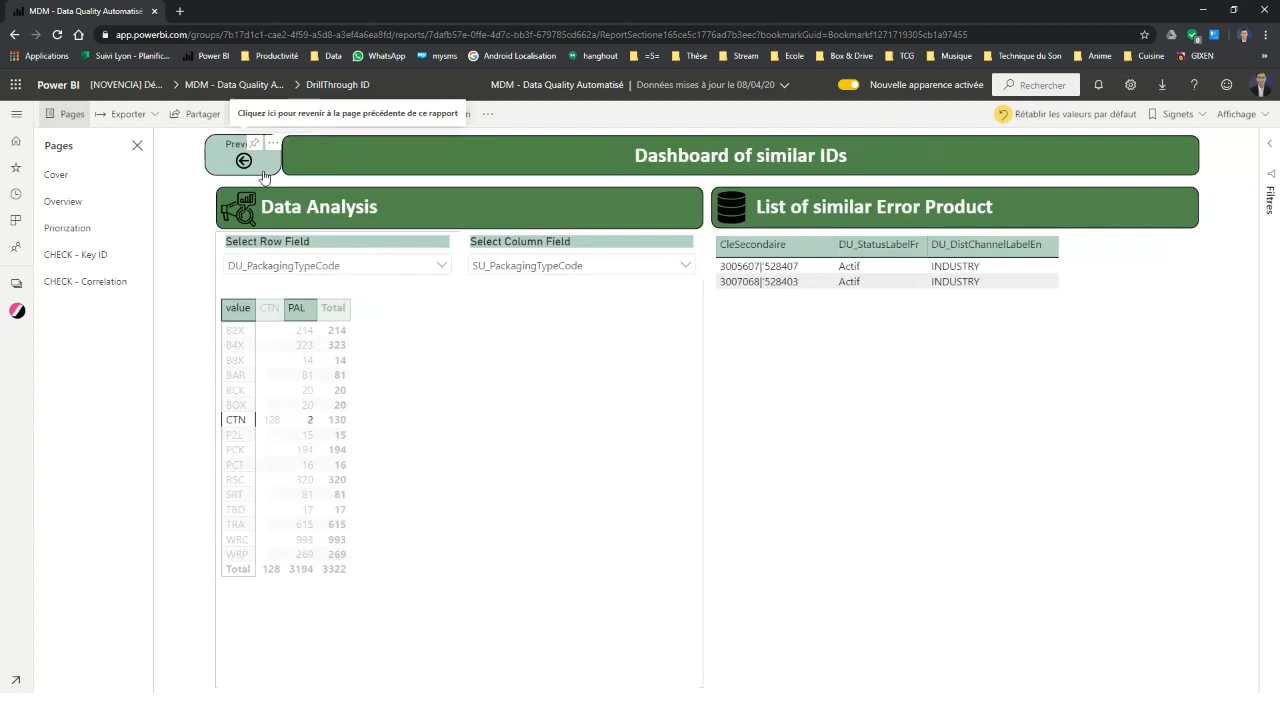 MDM - Data Quality Automatisé
app.powerbi.com/groups/7b17d1c1-cae2-4f59-a5d8-a3ef4a6ea8fd/reports/7dafb57e-0ffe-4d7c-bb3f-679785cd662a/ReportSectione165ce5c1776ad7b3eec?bookmarkGuid=Bookmarkf1271719305cb1a97455
Applications Suivi Lyon - Planific... Power BI Productivité Data WhatsApp mysms Android Localisation hanghout =S= Thèse Stream Ecole Box & Drive TCG Musique Technique du Son Anime Cuisine GIXEN »
Power BI [NOVENCIA] Dé... > MDM - Data Quality A... > DrillThrough ID MDM - Data Quality Automatisé | Données mises à jour le 08/04/20 Nouvelle apparence activée Rechercher
Pages Exporter Partager ... Rétablir les valeurs par défaut Signets Affichage
Cliquez ici pour revenir à la page précédente de ce rapport
Pages
Cover
Overview
Priorization
CHECK - Key ID
CHECK - Correlation
Previ
Dashboard of similar IDs
Data Analysis
List of similar Error Product
Select Row Field Select Column Field
DU_PackagingTypeCode SU_PackagingTypeCode
CleSecondaire DU_StatusLabelFr DU_DistChannelLabelEn
3005607|'528407 Actif INDUSTRY
3007068|'528403 Actif INDUSTRY
value CTN PAL Total
B2X 214 214
B4X 323 323
B8X 14 14
BAR 81 81
BCK 20 20
BOX 20 20
CTN 128 2 130
P2L 15 15
PCK 194 194
PCT 16 16
RSC 320 320
SRT 81 81
TBD 17 17
TRA 615 615
WRC 993 993
WRP 269 269
Total 128 3194 3322
Filtres